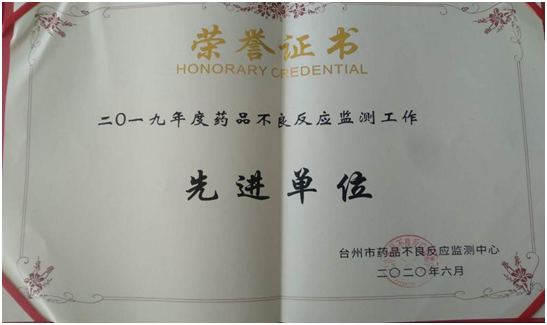 荣誉证书
HONORARY CREDENTIAL
二〇一九年度药品不良反应监测工作
先进单位
台州市药品不良反应监测中心
二〇二〇年六月